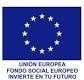 UNIÓN EUROPEA
FONDO SOCIAL EUROPEO
INVIERTE EN TU FUTURO